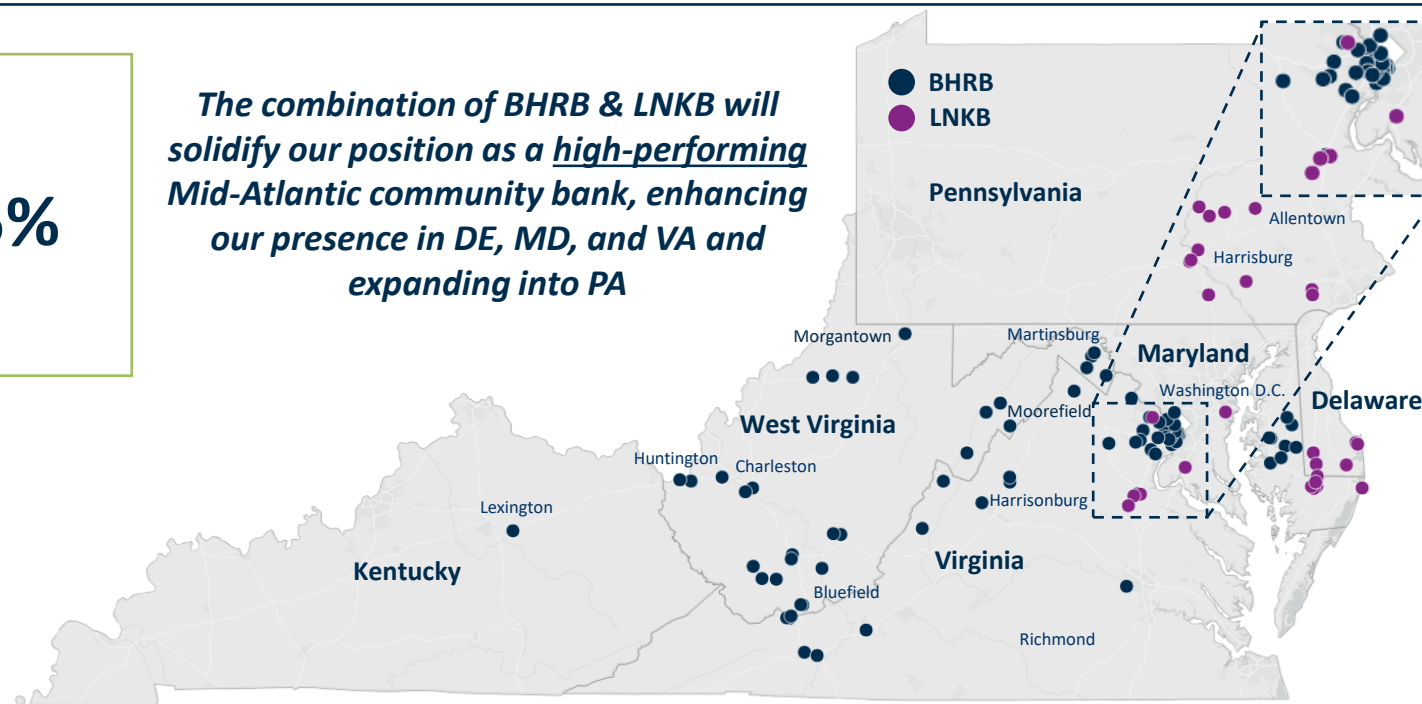 %
The combination of BHRB & LNKB will
solidify our position as a high-performing
Mid-Atlantic community bank, enhancing
our presence in DE, MD, and VA and
expanding into PA
BHRB
LNKB
Pennsylvania
Allentown
Harrisburg
Morgantown
Martinsburg
Maryland
Washington D.C.
Delaware
West Virginia
Moorefield
Huntington
Charleston
Harrisonburg
Lexington
Virginia
Kentucky
Bluefield
Richmond